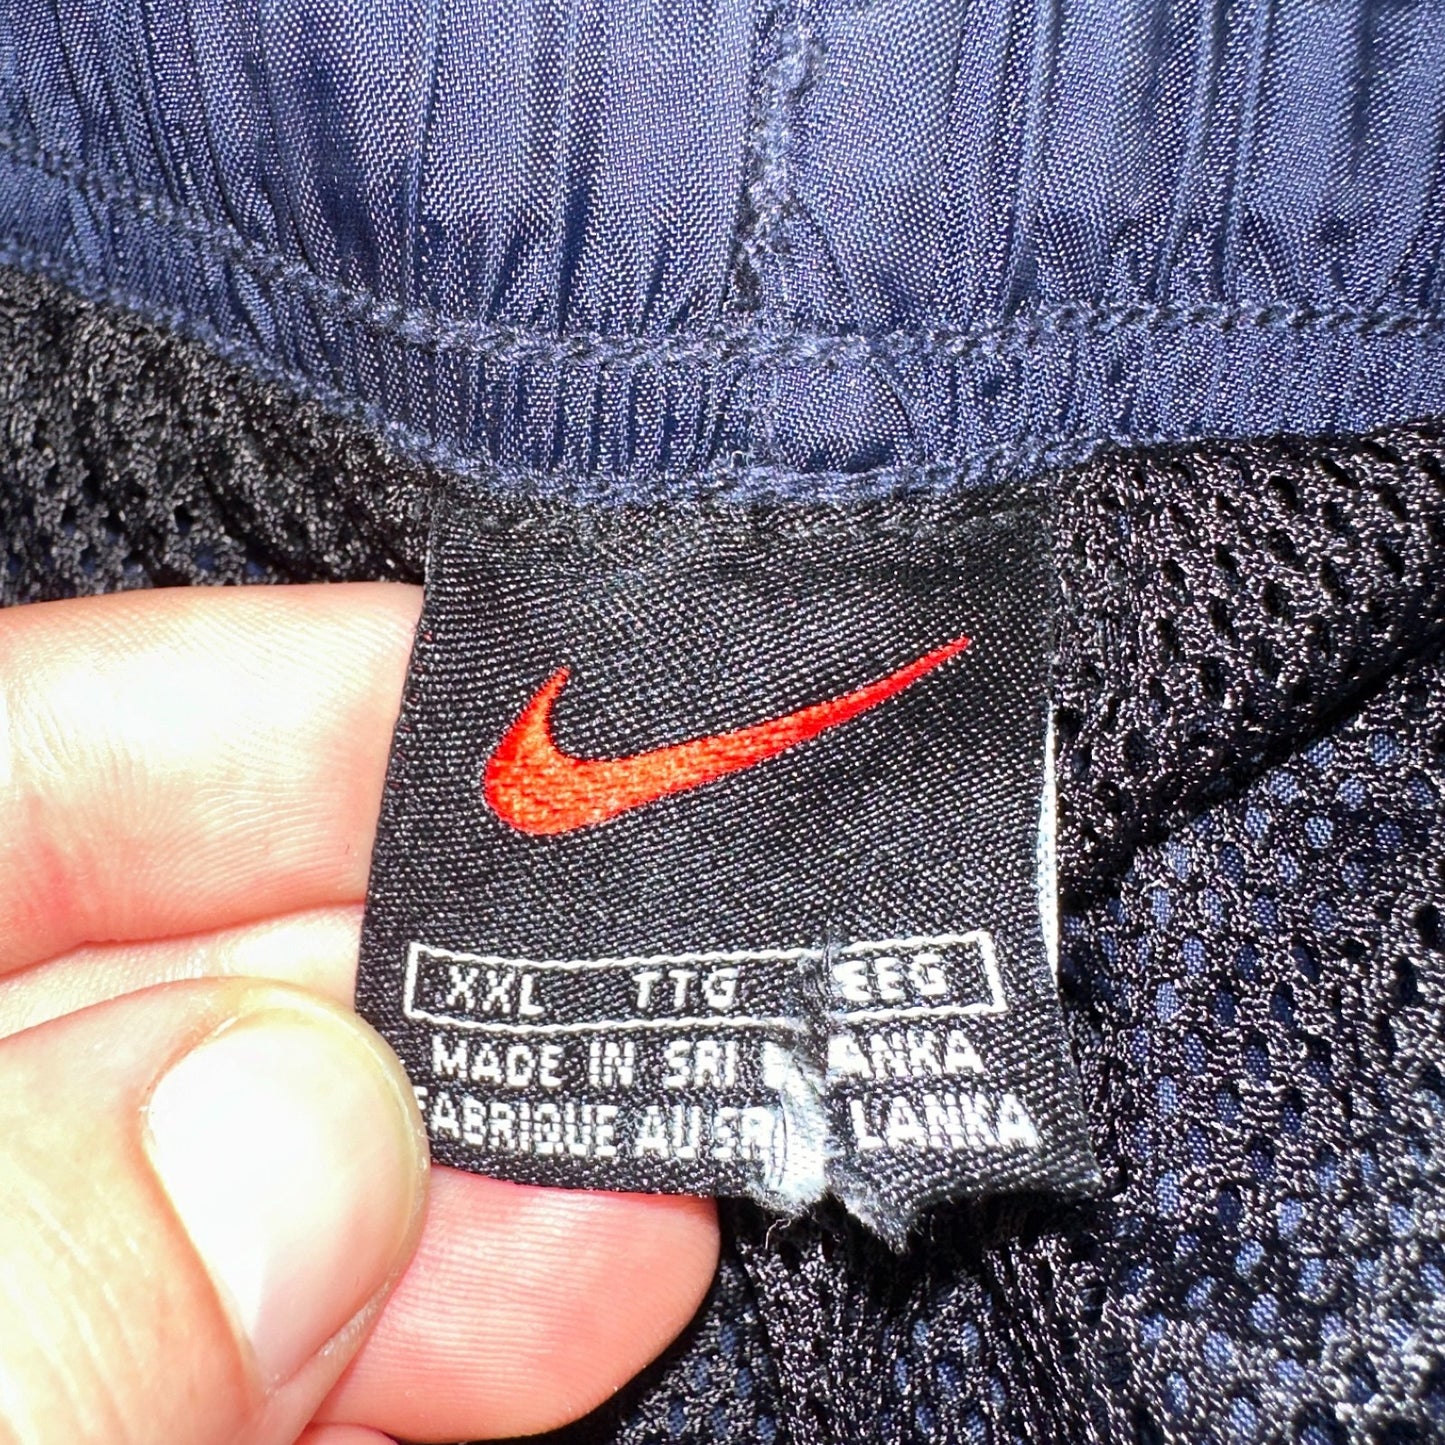 XXL TTG EEG
MADE IN SRI LANKA
FABRIQUE AU SRI LANKA